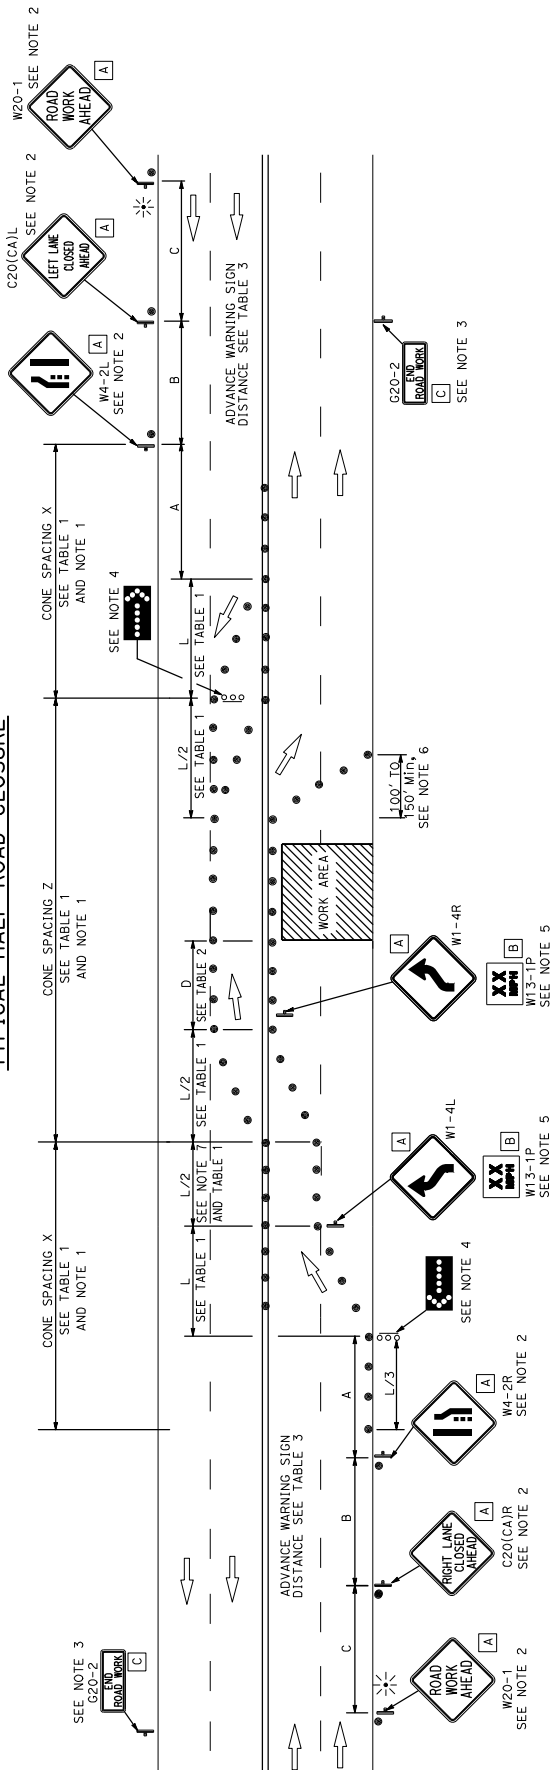 TYPICAL HALF ROAD CLOSURE
CONE SPACING X
SEE TABLE 1
AND NOTE 1
CONE SPACING Z
SEE TABLE 1
AND NOTE 1
CONE SPACING X
SEE TABLE 1
AND NOTE 1
SEE NOTE 3
G20-2
END
ROAD WORK
C
SEE NOTE 4
A
W4-2L
SEE NOTE 2
C20(CA)L
SEE NOTE 2
LEFT LANE
CLOSED
AHEAD
A
W20-1
SEE NOTE 2
ROAD
WORK
AHEAD
A
L
SEE TABLE 1
L/2
SEE NOTE 7
AND TABLE 1
L/2
SEE TABLE 1
D
SEE TABLE 2
L/2
SEE TABLE 1
L
SEE TABLE 1
A
B
C
ADVANCE WARNING SIGN
DISTANCE SEE TABLE 3
ADVANCE WARNING SIGN
DISTANCE SEE TABLE 3
C
B
A
L/3
WORK AREA
100' TO
150' Min,
SEE NOTE 6
ROAD
WORK
AHEAD
A
W20-1
SEE NOTE 2
RIGHT LANE
CLOSED
AHEAD
A
C20(CA)R
SEE NOTE 2
A
W4-2R
SEE NOTE 2
SEE NOTE 4
A
W1-4L
XX
MPH
B
W13-1P
SEE NOTE 5
A
W1-4R
XX
MPH
B
W13-1P
SEE NOTE 5
G20-2
END
ROAD WORK
C
SEE NOTE 3